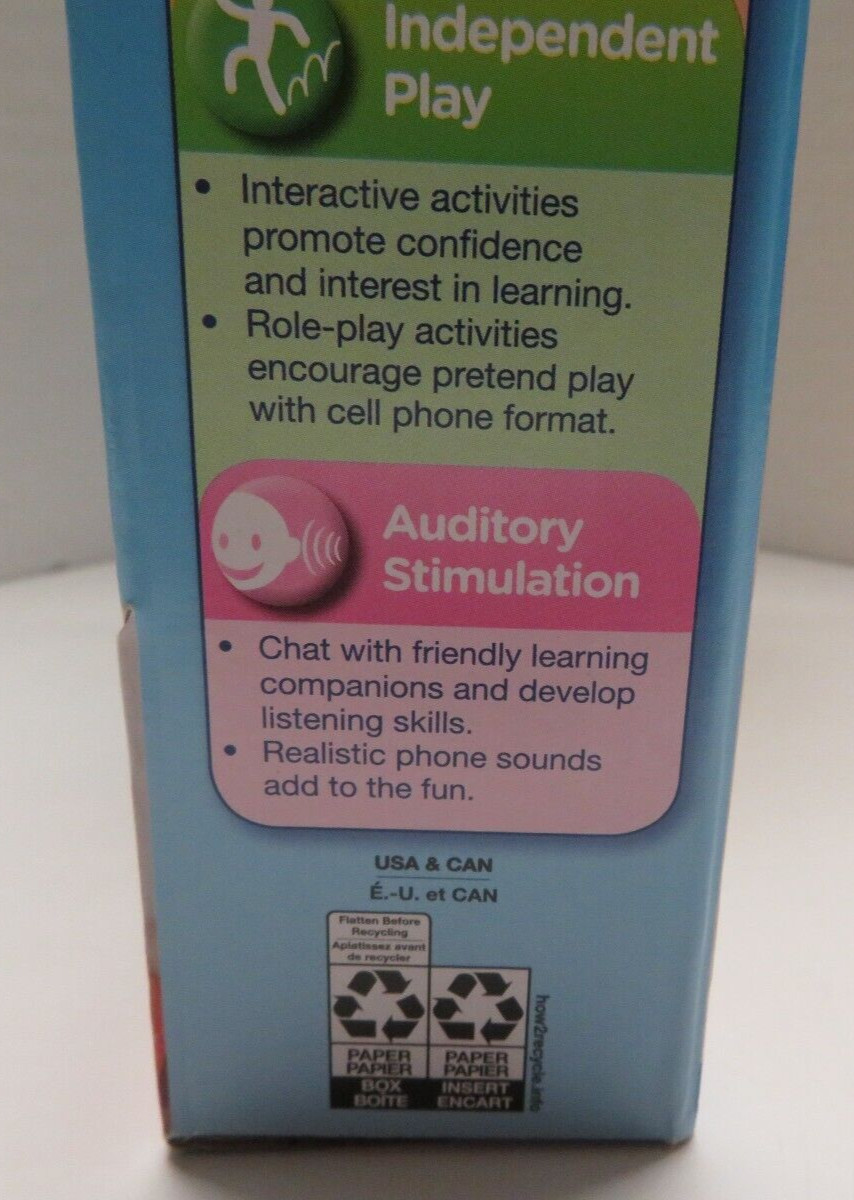 Independent
Play
• Interactive activities
promote confidence
and interest in learning.
• Role-play activities
encourage pretend play
with cell phone format.
Auditory
Stimulation
• Chat with friendly learning
companions and develop
listening skills.
• Realistic phone sounds
add to the fun.
USA & CAN
É.-U. et CAN
Flatten Before
Recycling
Aplatissez avant
de recycler
PAPER
PAPIER
BOX
BOÎTE
PAPER
PAPIER
INSERT
ENCART
how2recycle.info